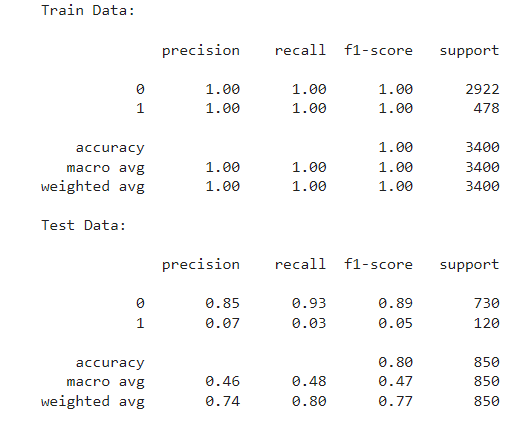 Train Data:
precision recall f1-score support
0 1.00 1.00 1.00 2922
1 1.00 1.00 1.00 478
accuracy 1.00 3400
macro avg 1.00 1.00 1.00 3400
weighted avg 1.00 1.00 1.00 3400
Test Data:
precision recall f1-score support
0 0.85 0.93 0.89 730
1 0.07 0.03 0.05 120
accuracy 0.80 850
macro avg 0.46 0.48 0.47 850
weighted avg 0.74 0.80 0.77 850